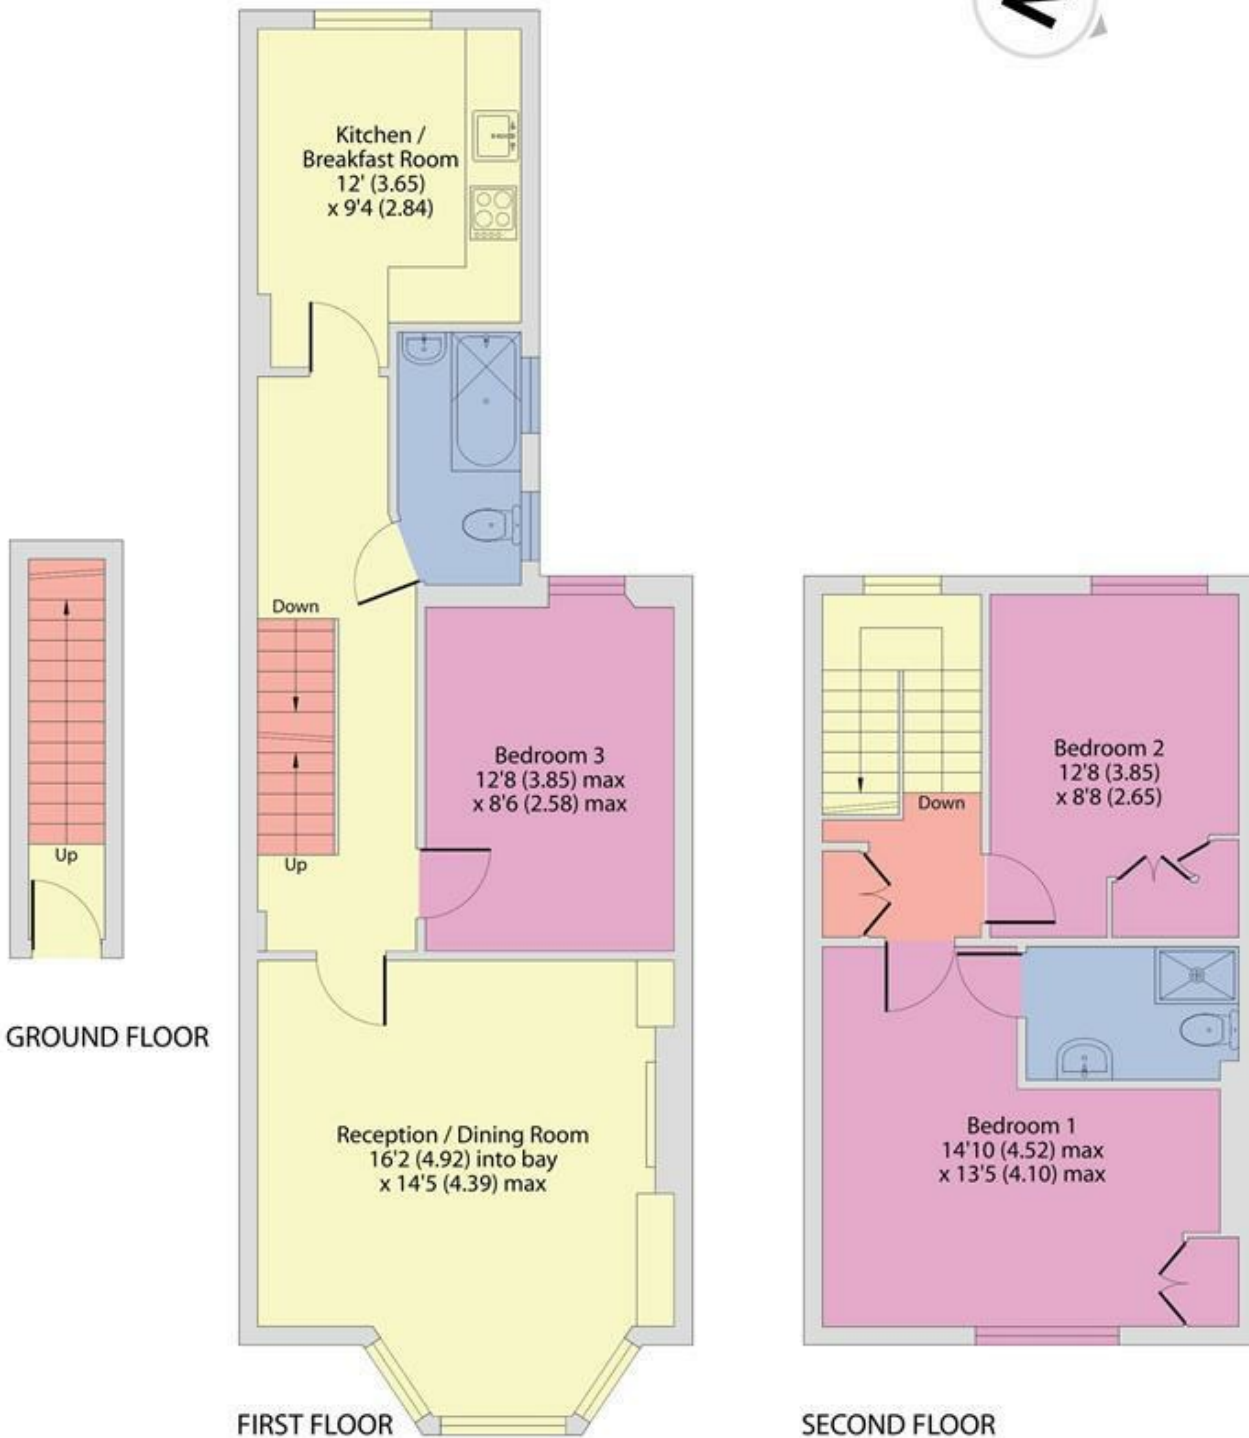 Kitchen /
Breakfast Room
12' (3.65)
x 9'4 (2.84)
Down
Up
Bedroom 3
12'8 (3.85) max
x 8'6 (2.58) max
Up
GROUND FLOOR
Reception / Dining Room
16'2 (4.92) into bay
x 14'5 (4.39) max
FIRST FLOOR
Bedroom 2
12'8 (3.85)
x 8'8 (2.65)
Down
Bedroom 1
14'10 (4.52) max
x 13'5 (4.10) max
SECOND FLOOR